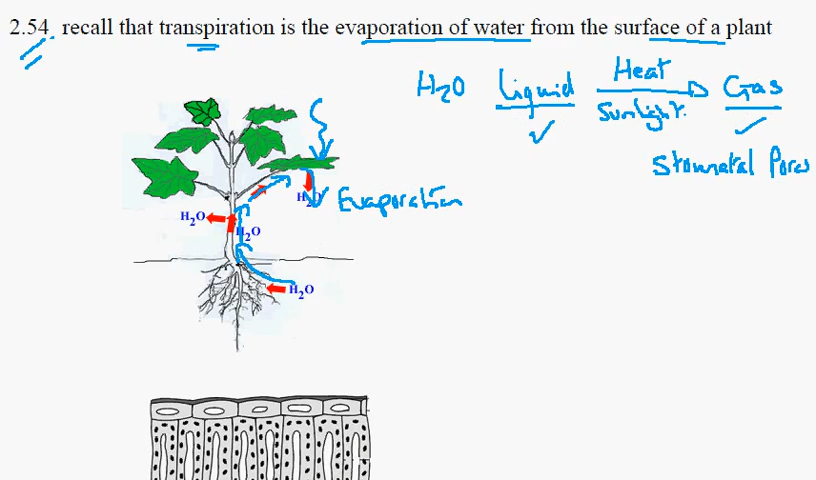 2.54 recall that transpiration is the evaporation of water from the surface of a plant
H₂O Liquid Heat Gas
Sunlight.
Stomatal Pores
H₂O
Evaporation
H₂O
H₂O
H₂O